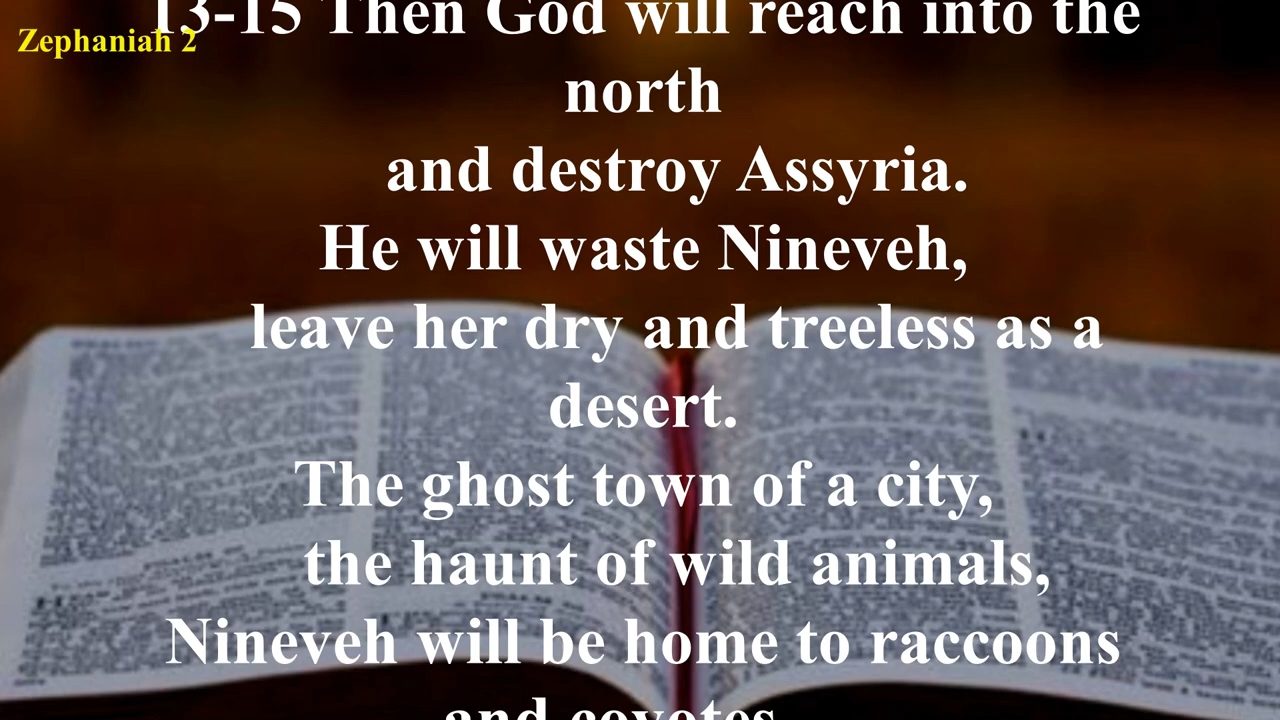 Zephaniah 2
13-15 Then God will reach into the
north
and destroy Assyria.
He will waste Nineveh,
leave her dry and treeless as a
desert.
The ghost town of a city,
the haunt of wild animals,
Nineveh will be home to raccoons
and coyotes